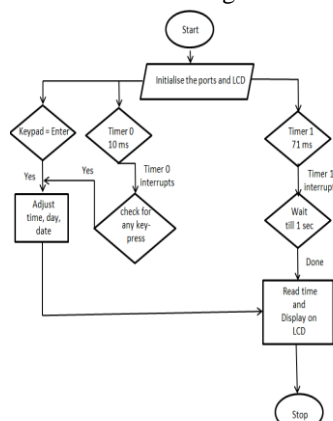 Start
Initialise the ports and LCD
Keypad = Enter
Timer 0
10 ms
Timer 1
71 ms
Yes
Yes
Timer 0
interrupts
Timer 1
interrupt
Adjust
time, day,
date
check for
any key-
press
Wait
till 1 sec
Done
Read time
and
Display on
LCD
Stop